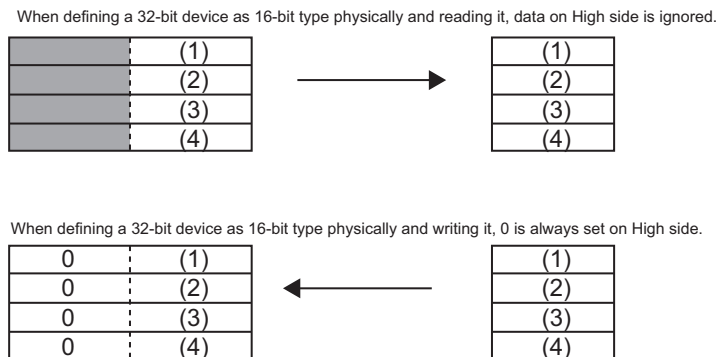 When defining a 32-bit device as 16-bit type physically and reading it, data on High side is ignored.
(1) (1)
(2) (2)
(3) (3)
(4) (4)
When defining a 32-bit device as 16-bit type physically and writing it, 0 is always set on High side.
0 (1) (1)
0 (2) (2)
0 (3) (3)
0 (4) (4)